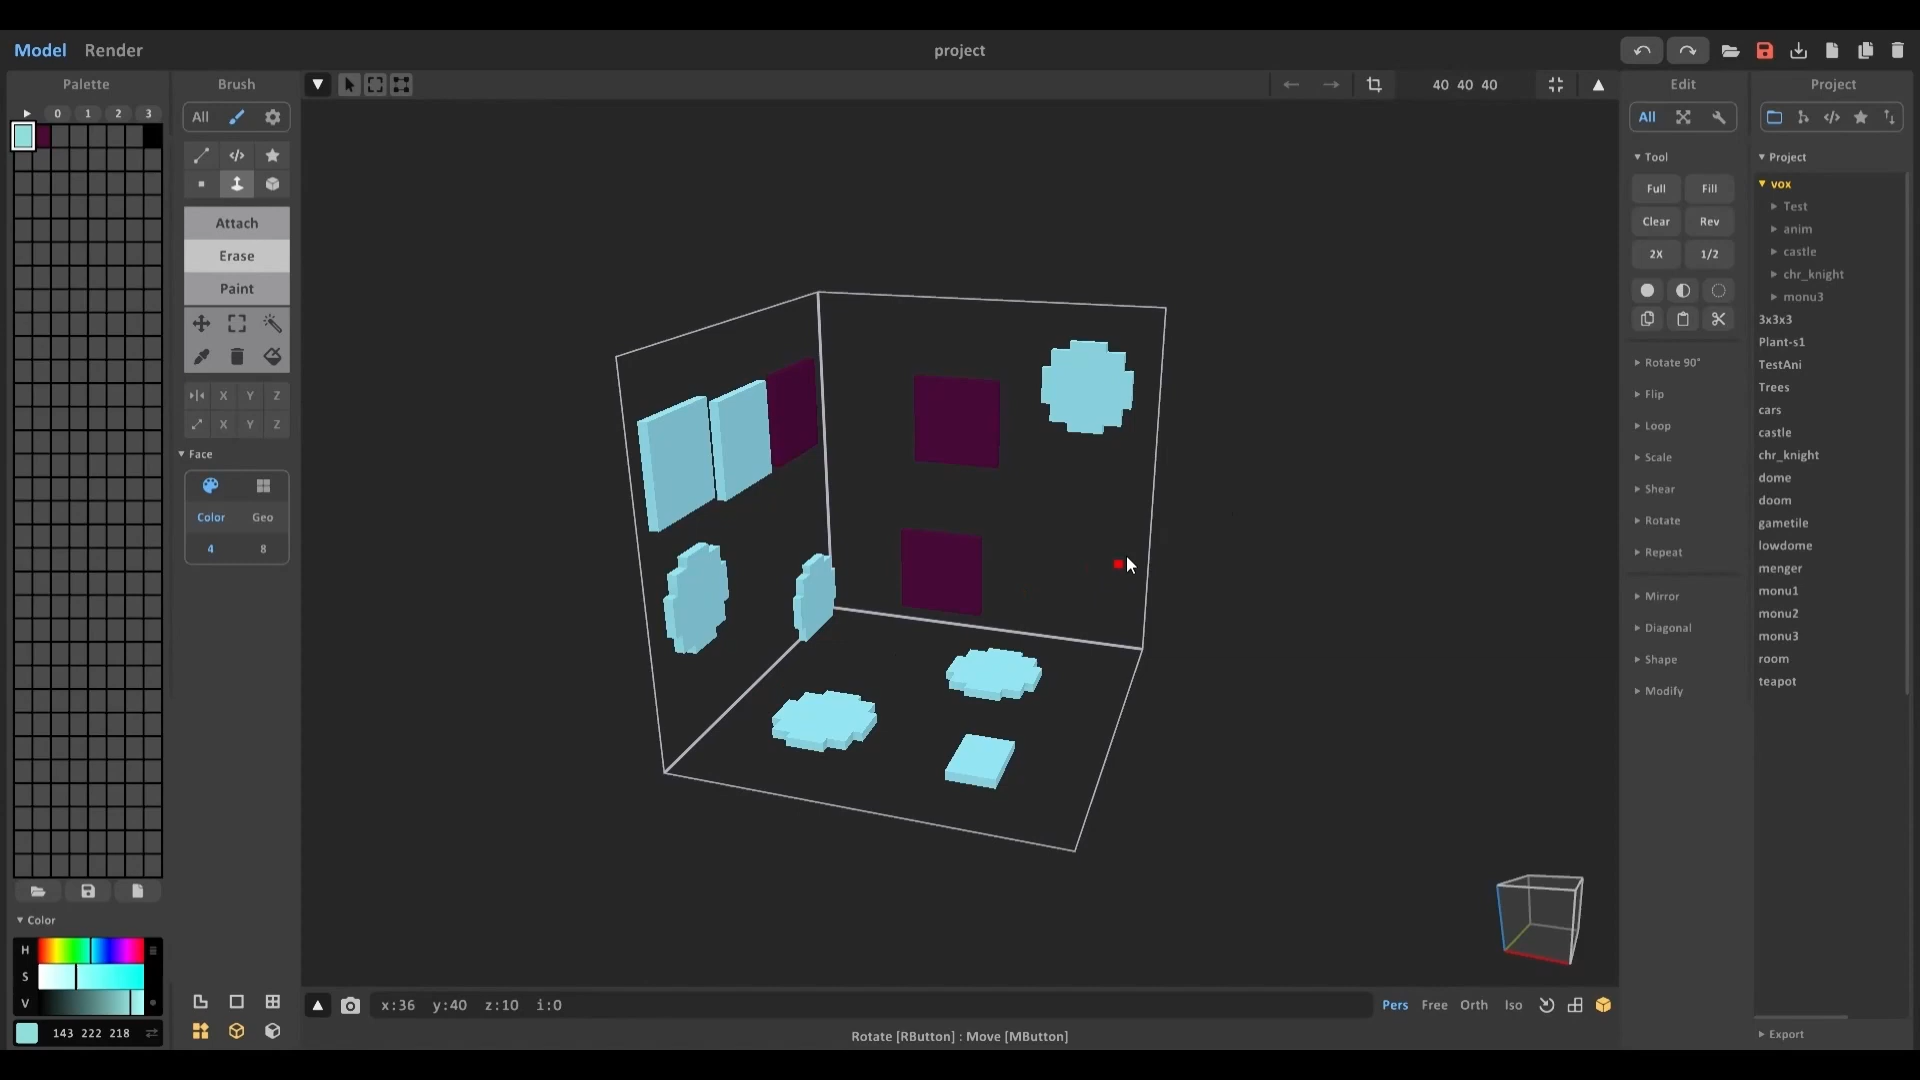 Model Render project
Palette Brush 40 40 40 Edit Project
0 1 2 3
All
All
Tool
Full Fill
Clear Rev
2X 1/2
Rotate 90°
Flip
Loop
Scale
Shear
Rotate
Repeat
Mirror
Diagonal
Shape
Modify
Project
vox
Test
anim
castle
chr_knight
monu3
3x3x3
Plant-s1
TestAni
Trees
cars
castle
chr_knight
dome
doom
gametile
lowdome
menger
monu1
monu2
monu3
room
teapot
Export
Attach
Erase
Paint
X Y Z
X Y Z
Face
Color Geo
4 8
Color
H
S
V
143 222 218
x:36 y:40 z:10 i:0
Pers Free Orth Iso
Rotate [RButton] : Move [MButton]